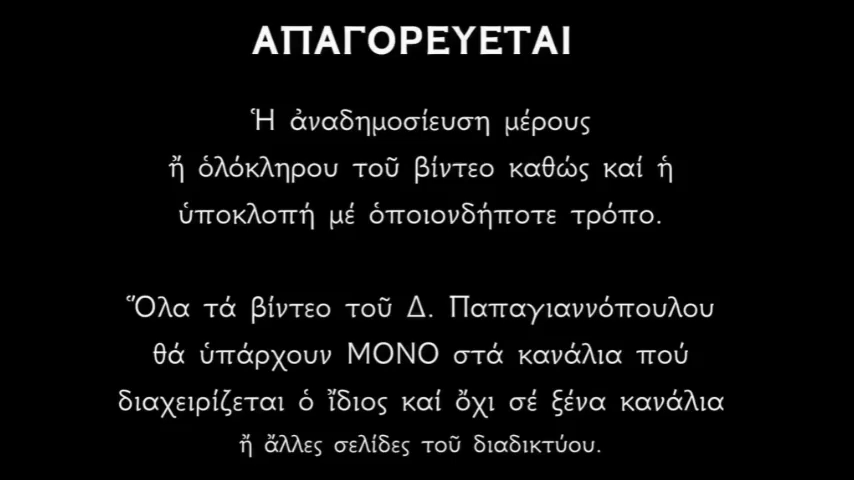 ΑΠΑΓΟΡΕΥΕΤΑΙ
Ἡ ἀναδημοσίευση μέρους
ἤ ὁλόκληρου τοῦ βίντεο καθώς καί ἡ
ὑποκλοπή μέ ὁποιονδήποτε τρόπο.
Ὅλα τά βίντεο τοῦ Δ. Παπαγιαννόπουλου
θά ὑπάρχουν ΜΟΝΟ στά κανάλια πού
διαχειρίζεται ὁ ἴδιος καί ὄχι σέ ξένα κανάλια
ἤ ἄλλες σελίδες τοῦ διαδικτύου.